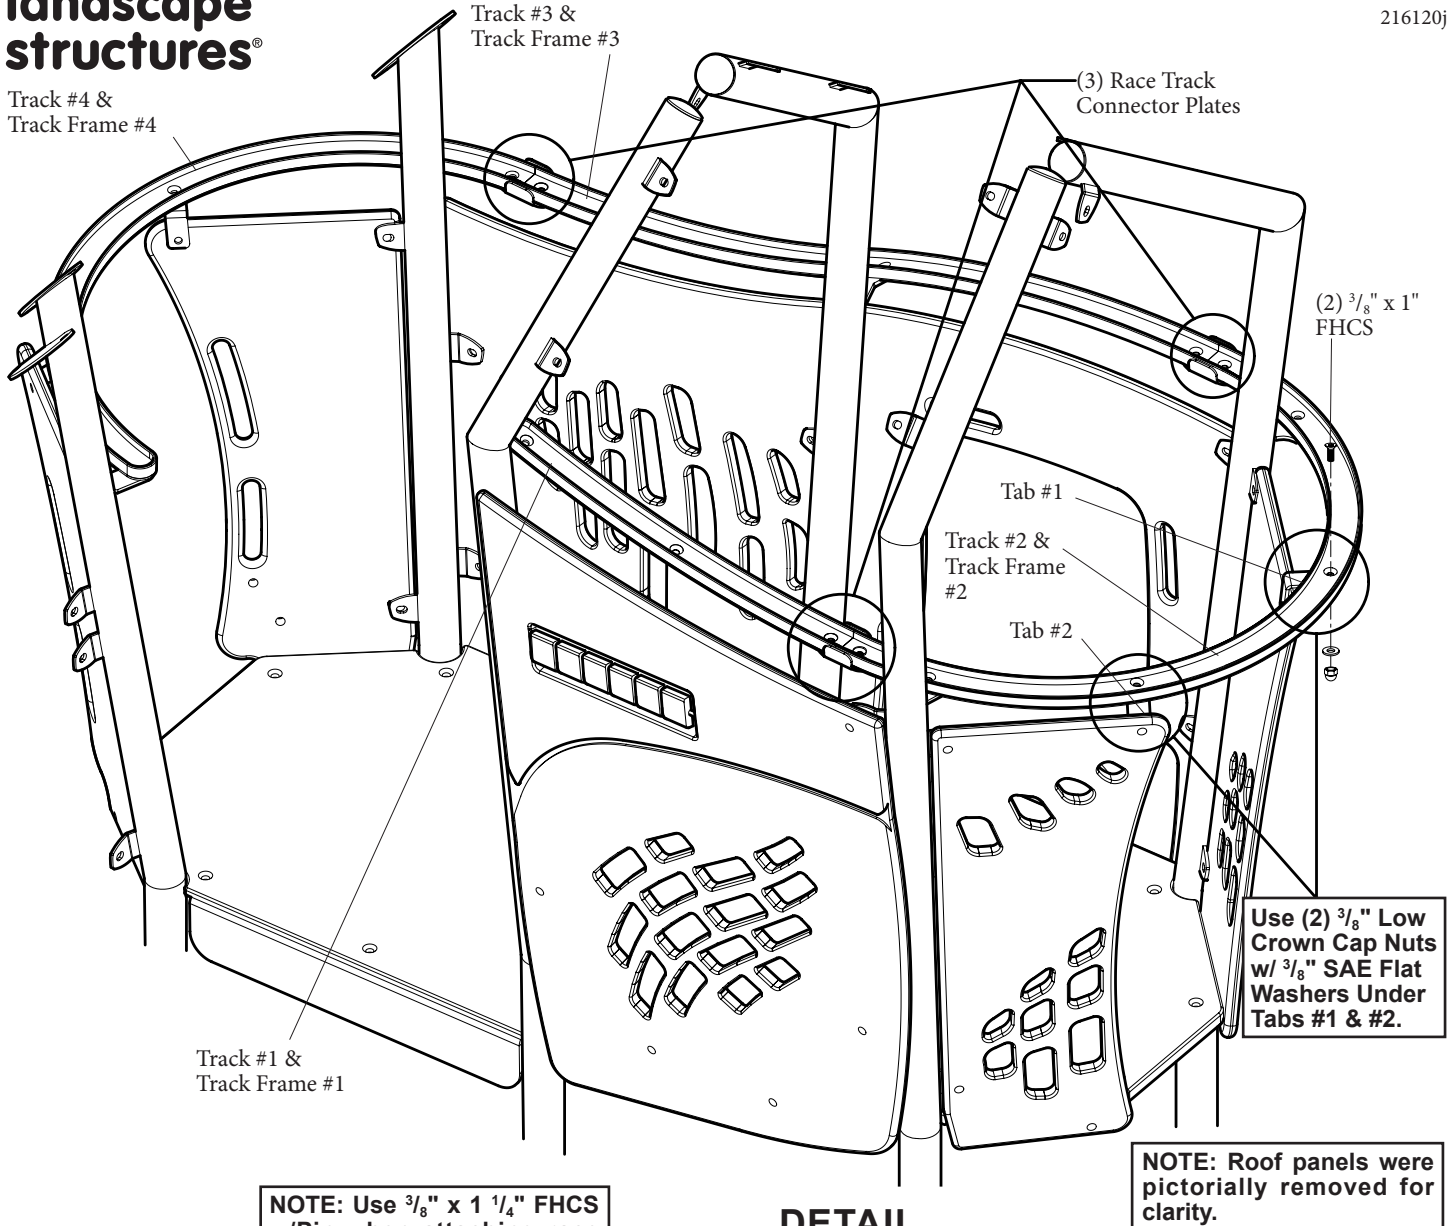 landscape
structures®
216120j
Track #3 &
Track Frame #3
Track #4 &
Track Frame #4
(3) Race Track
Connector Plates
(2) ³/₈" x 1"
FHCS
Tab #1
Track #2 &
Track Frame
#2
Tab #2
Use (2) ³/₈" Low
Crown Cap Nuts
w/ ³/₈" SAE Flat
Washers Under
Tabs #1 & #2.
Track #1 &
Track Frame #1
NOTE: Roof panels were
pictorially removed for
clarity.
NOTE: Use ³/₈" x 1 ¹/₄" FHCS
DETAIL